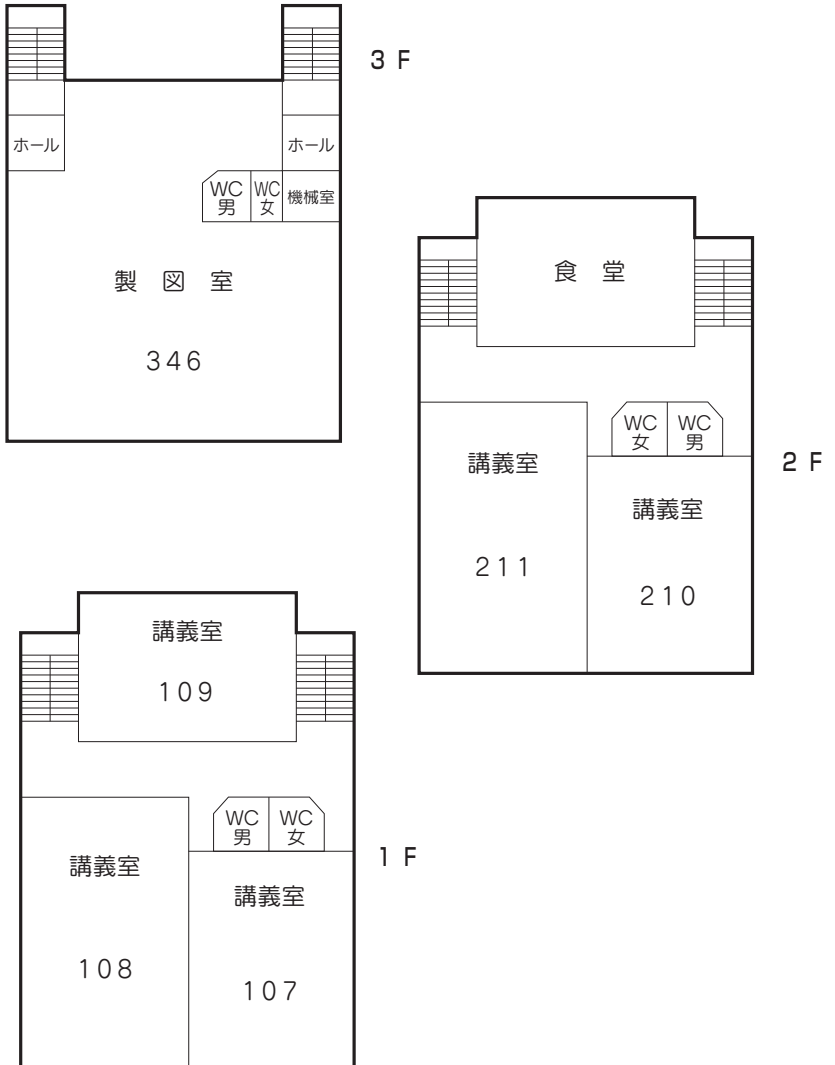 3 F
ホール
ホール
WC
男
WC
女
機械室
製 図 室
346
食 堂
WC
女
WC
男
2 F
講義室
211
講義室
210
講義室
109
WC
男
WC
女
1 F
講義室
108
講義室
107